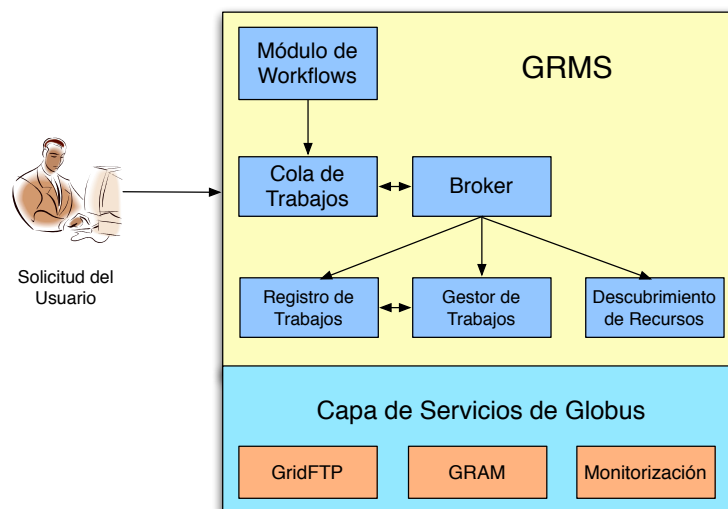 Módulo de
Workflows
GRMS
Cola de
Trabajos
Broker
Solicitud del
Usuario
Registro de
Trabajos
Gestor de
Trabajos
Descubrimiento
de Recursos
Capa de Servicios de Globus
GridFTP
GRAM
Monitorización